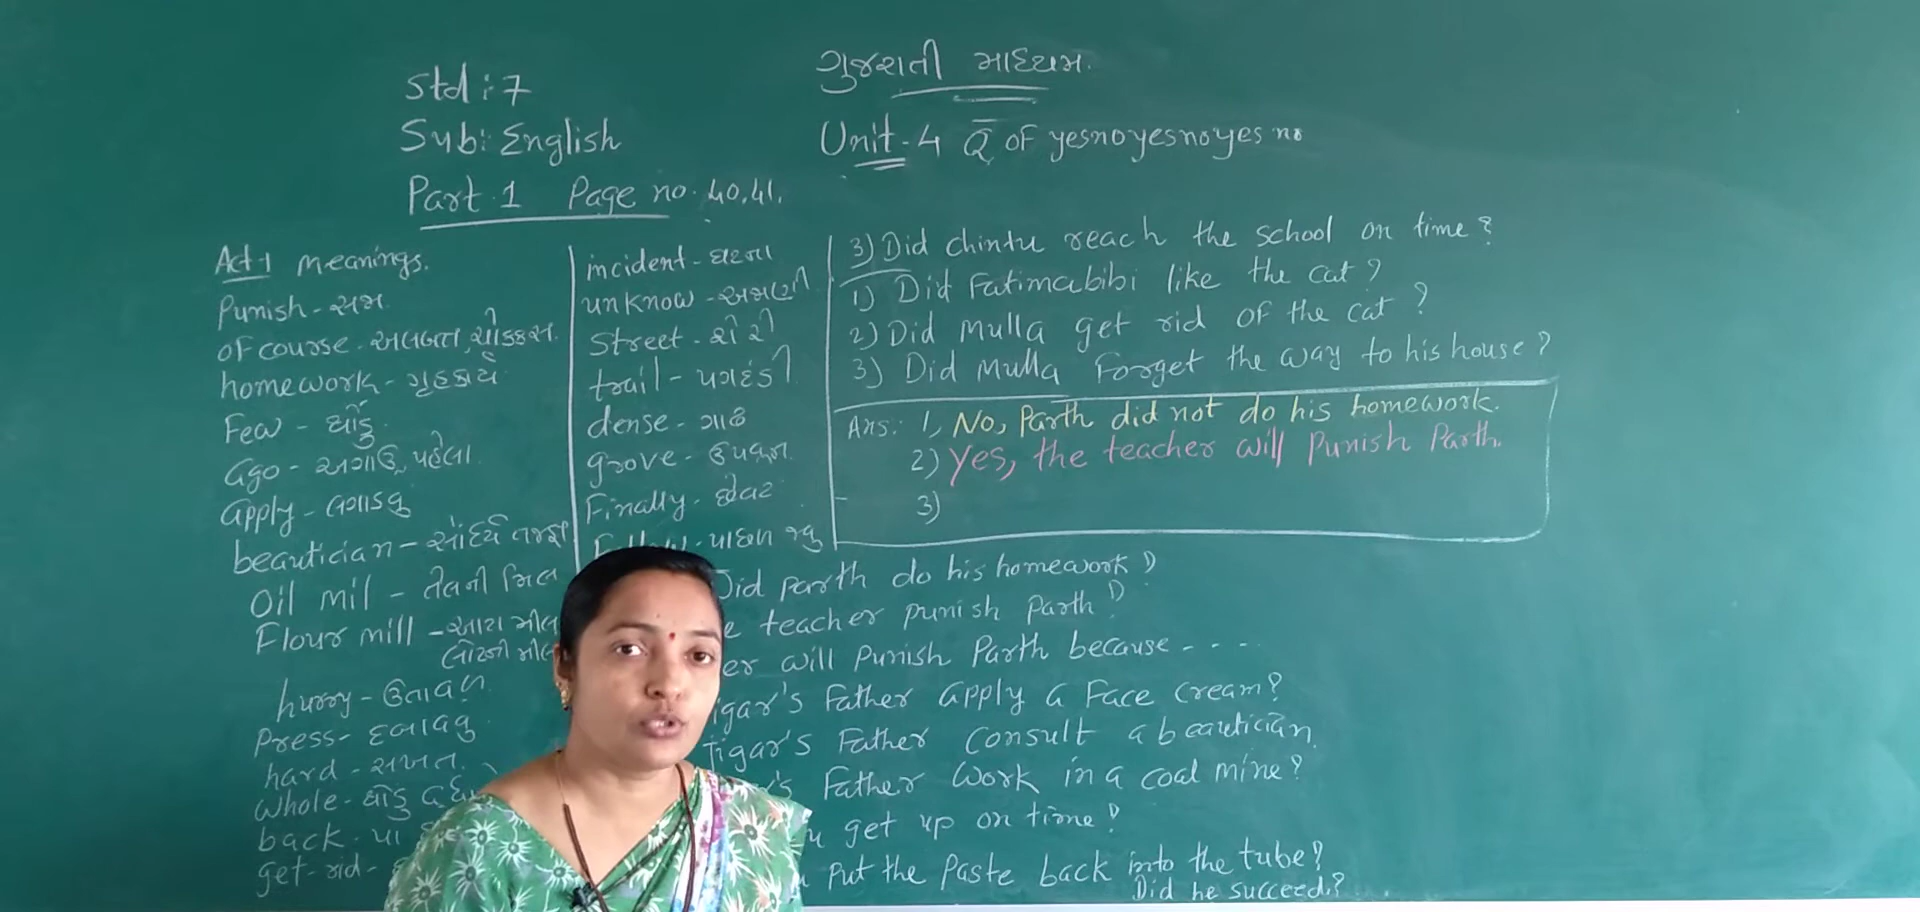 Std : 7
Sub: English
Part. 1 Page no. 40,41.
ગુજરાતી માધ્યમ.
Unit-4 Q of yesnoyesnoyes no
Act-1 meanings.
Punish - સજા
of course - અલબત્ત, ચોક્કસ.
homework - ગૃહકાર્ય
Few - થોડું
ago - અગાઉ, પહેલા
apply - લગાડવુ
beautician - સૌંદર્ય તજજ્ઞ
Oil mil - તેલની મિલ
Flour mill -
hurry - ઉતાવળ
Press - દબાવવુ
hard - સખત.
Whole - થોડુ
back - પા
get-rid -
incident - ઘટના
unknow - અજાણી
Street - શેરી
trail - પગદંડી
dense - ગાઢ
grove - ઉપવન
Finally - છેવટ
3) Did chintu reach the school on time ?
1) Did Fatimabibi like the cat ?
2) Did Mulla get rid of the cat ?
3) Did Mulla Forget the way to his house ?
Ans: 1, No, Parth did not do his homework.
2) Yes, the teacher will Punish Parth.
3)
Did parth do his homework ?
teacher punish Parth ?
er will Punish Parth because - - - -
igar's Father apply a Face cream ?
Jigar's Father Consult a beautician.
's Father Work in a coal mine ?
get up on time ?
Put the Paste back into the tube ?
Did he succeed ?